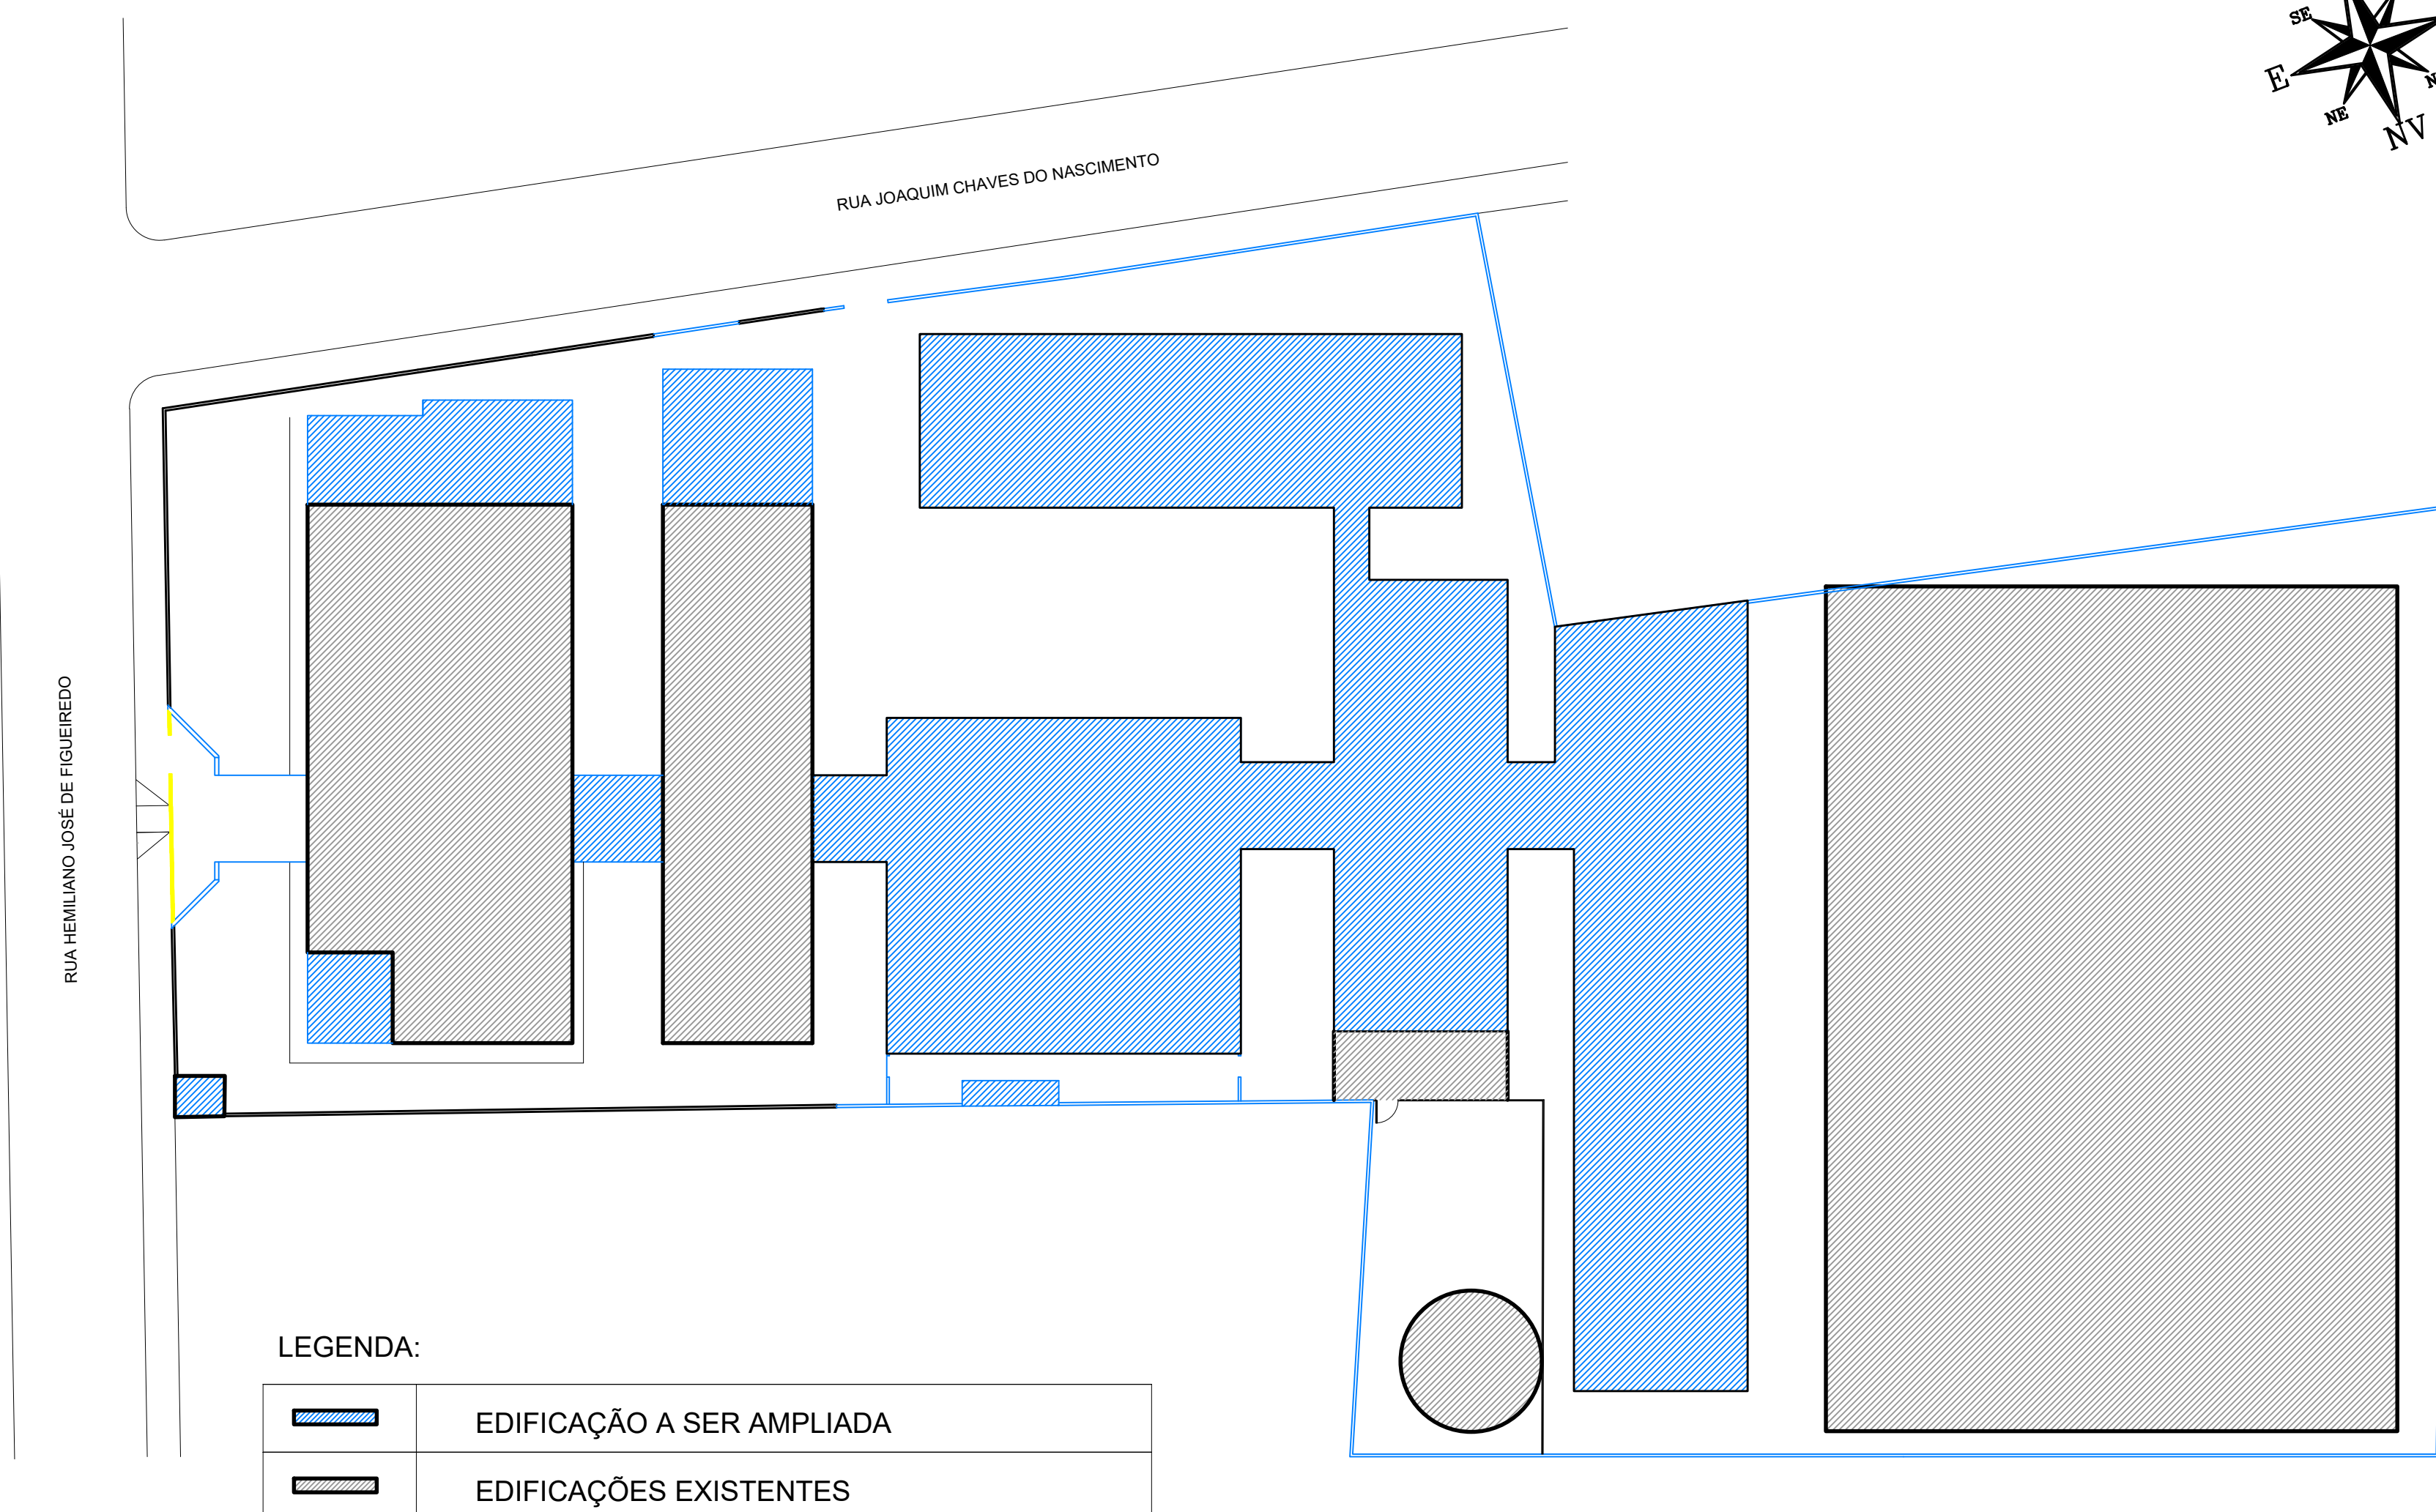 SE
E
NE
NV
RUA JOAQUIM CHAVES DO NASCIMENTO
RUA HEMILIANO JOSÉ DE FIGUEIREDO
LEGENDA:
EDIFICAÇÃO A SER AMPLIADA
EDIFICAÇÕES EXISTENTES